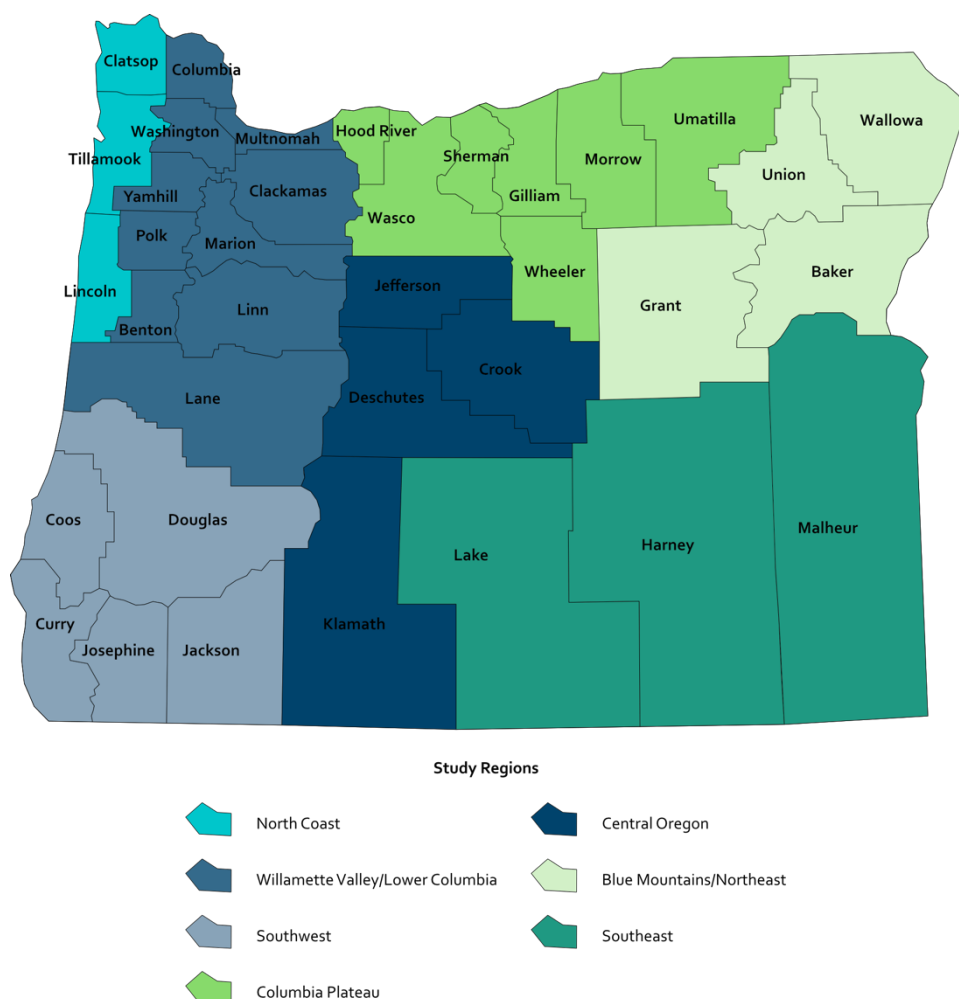 Clatsop
Columbia
Washington
Multnomah
Hood River
Sherman
Umatilla
Wallowa
Tillamook
Morrow
Union
Yamhill
Clackamas
Gilliam
Wasco
Polk
Marion
Wheeler
Baker
Lincoln
Jefferson
Grant
Benton
Linn
Crook
Lane
Deschutes
Coos
Douglas
Malheur
Harney
Lake
Curry
Klamath
Josephine
Jackson
Study Regions
North Coast
Central Oregon
Willamette Valley/Lower Columbia
Blue Mountains/Northeast
Southwest
Southeast
Columbia Plateau